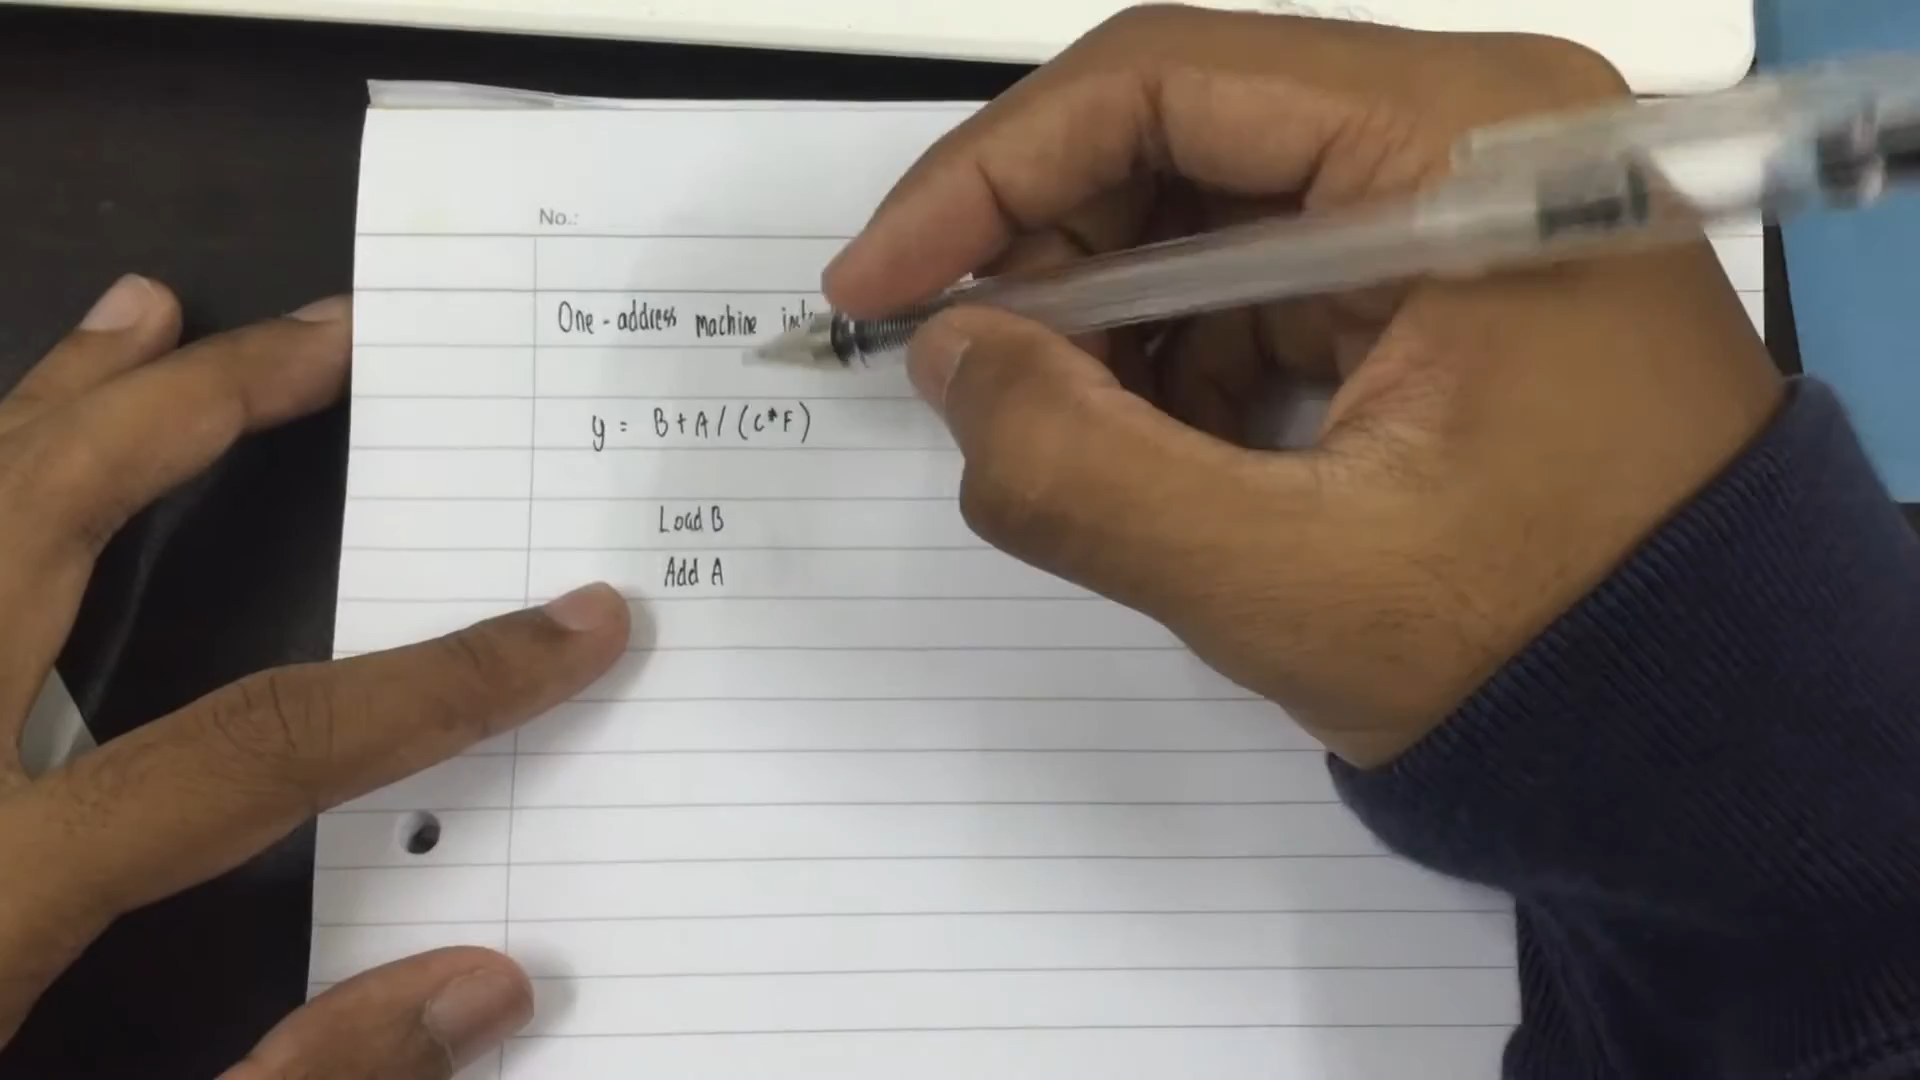 No.:
One-address machine
y = B+A/(C*F)
Load B
Add A